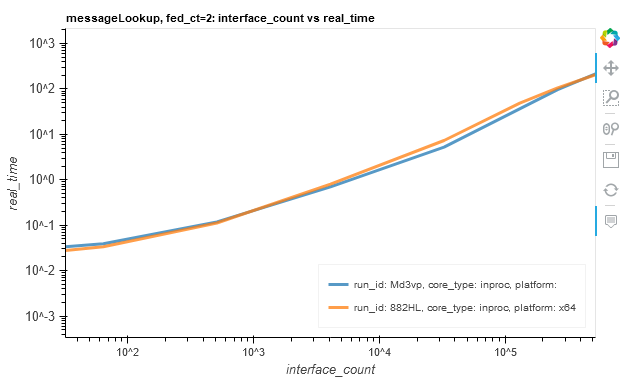 messageLookup, fed_ct=2: interface_count vs real_time
10^3
10^2
10^1
10^0
10^-1
10^-2
10^-3
real_time
run_id: Md3vp, core_type: inproc, platform:
run_id: 882HL, core_type: inproc, platform: x64
10^2
10^3
10^4
10^5
interface_count